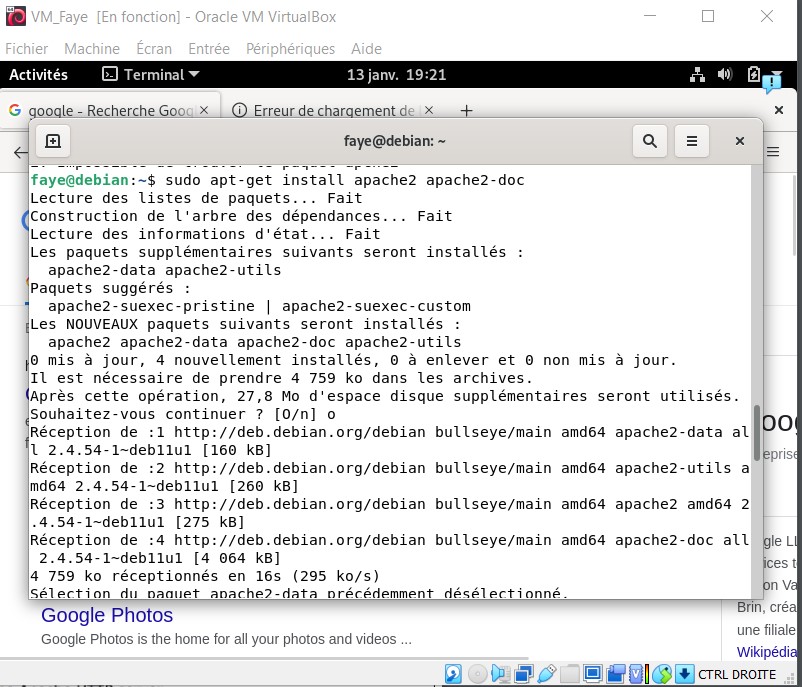 VM_Faye [En fonction] - Oracle VM VirtualBox
Fichier Machine Écran Entrée Périphériques Aide
Activités Terminal 13 janv. 19:21
google - Recherche Goog Erreur de chargement de
faye@debian: ~
faye@debian:~$ sudo apt-get install apache2 apache2-doc
Lecture des listes de paquets... Fait
Construction de l'arbre des dépendances... Fait
Lecture des informations d'état... Fait
Les paquets supplémentaires suivants seront installés :
apache2-data apache2-utils
Paquets suggérés :
apache2-suexec-pristine | apache2-suexec-custom
Les NOUVEAUX paquets suivants seront installés :
apache2 apache2-data apache2-doc apache2-utils
0 mis à jour, 4 nouvellement installés, 0 à enlever et 0 non mis à jour.
Il est nécessaire de prendre 4 759 ko dans les archives.
Après cette opération, 27,8 Mo d'espace disque supplémentaires seront utilisés.
Souhaitez-vous continuer ? [O/n] o
Réception de :1 http://deb.debian.org/debian bullseye/main amd64 apache2-data al
l 2.4.54-1~deb11u1 [160 kB]
Réception de :2 http://deb.debian.org/debian bullseye/main amd64 apache2-utils a
md64 2.4.54-1~deb11u1 [260 kB]
Réception de :3 http://deb.debian.org/debian bullseye/main amd64 apache2 amd64 2
.4.54-1~deb11u1 [275 kB]
Réception de :4 http://deb.debian.org/debian bullseye/main amd64 apache2-doc all
2.4.54-1~deb11u1 [4 064 kB]
4 759 ko réceptionnés en 16s (295 ko/s)
Sélection du paquet apache2-data précédemment désélectionné.
oog
eprise
gle LL
ices t
on Va
Brin, créa
une filiale
Wikipédia
Google Photos
Google Photos is the home for all your photos and videos ...
CTRL DROITE